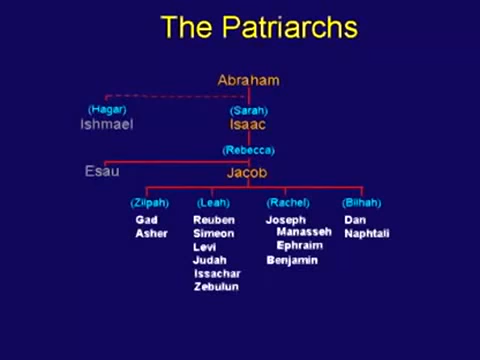 The Patriarchs
Abraham
(Hagar) (Sarah)
Ishmael Isaac
(Rebecca)
Esau Jacob
(Zilpah) (Leah) (Rachel) (Bilhah)
Gad Reuben Joseph Dan
Asher Simeon Manasseh Naphtali
Levi Ephraim
Judah Benjamin
Issachar
Zebulun